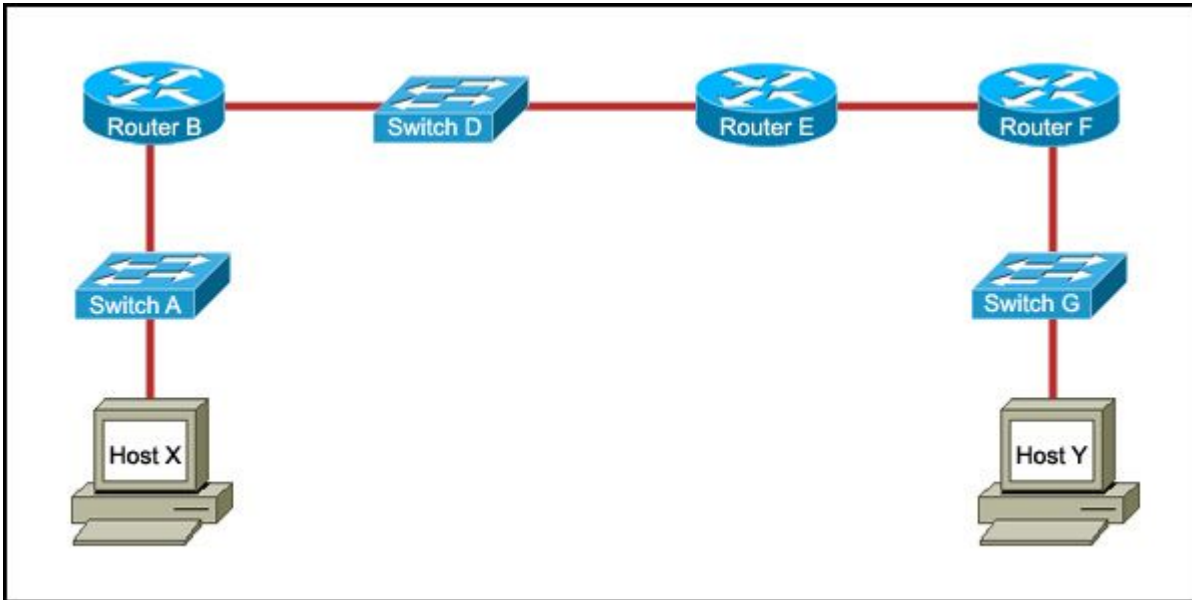 Router B
Switch D
Router E
Router F
Switch A
Switch G
Host X
Host Y